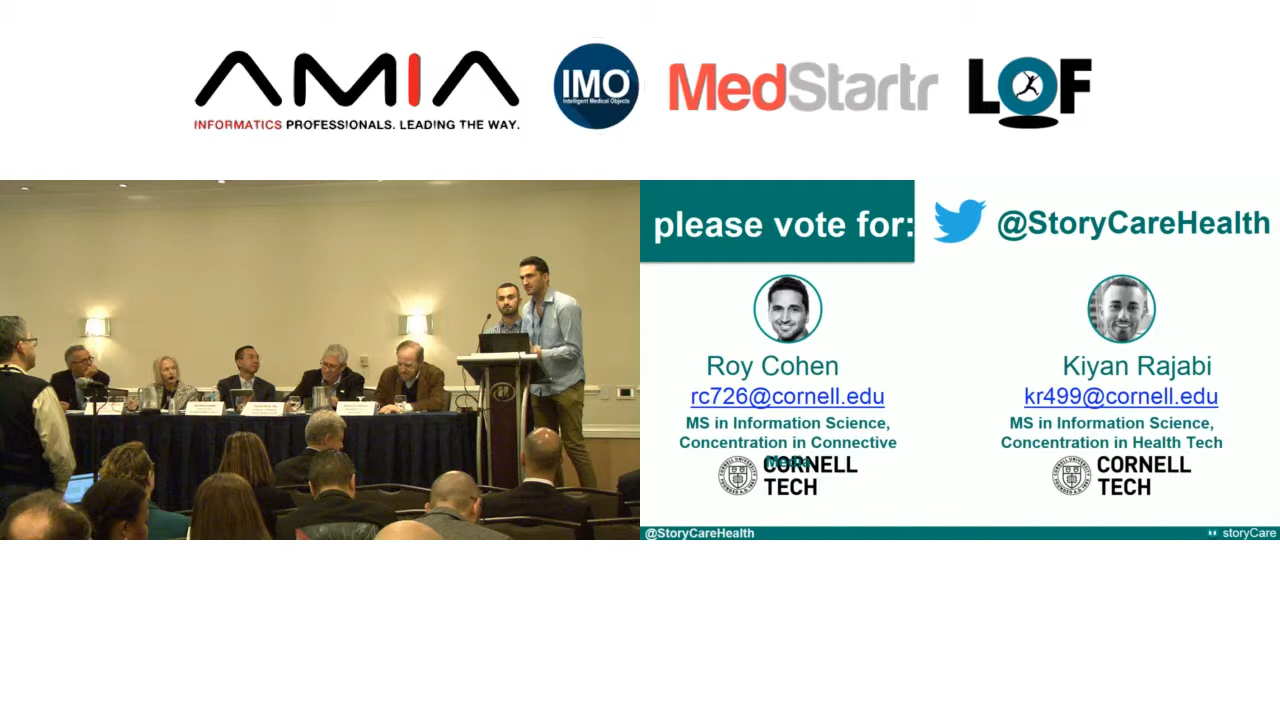 AMIA
INFORMATICS PROFESSIONALS. LEADING THE WAY.
IMO
Intelligent Medical Objects
MedStartr
LOF
please vote for:
@StoryCareHealth
Roy Cohen
rc726@cornell.edu
MS in Information Science,
Concentration in Connective
Media
CORNELL
TECH
Kiyan Rajabi
kr499@cornell.edu
MS in Information Science,
Concentration in Health Tech
CORNELL
TECH
@StoryCareHealth
storyCare